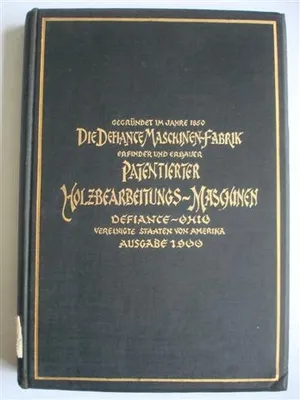 GEGRÜNDET IM JAHRE 1850
DIE DEFIANCE MASCHINEN-FABRIK
ERFINDER UND ERBAUER
PATENTIERTER
HOLZBEARBEITUNGS-MASCHINEN
DEFIANCE-OHIO
VEREINIGTE STAATEN VON AMERIKA
AUSGABE 1900